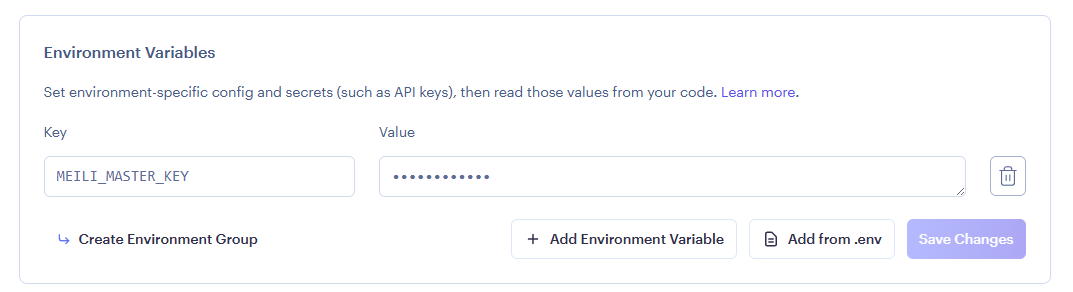 Environment Variables
Set environment-specific config and secrets (such as API keys), then read those values from your code. Learn more.
Key Value
MEILI_MASTER_KEY ••••••••••••
Create Environment Group + Add Environment Variable Add from .env Save Changes